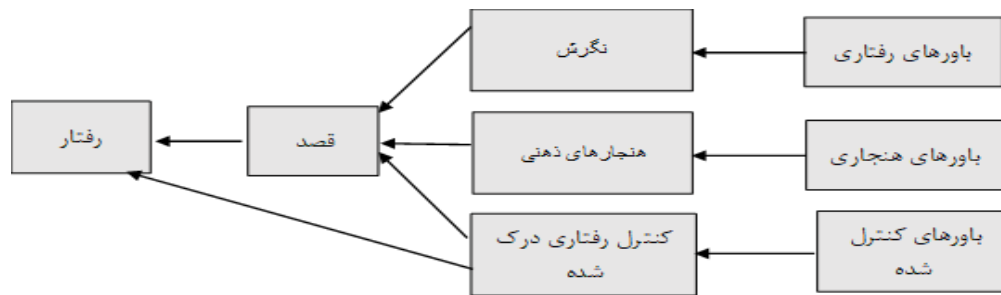 باورهای رفتاری
نگرش
باورهای هنجاری
هنجارهای ذهنی
قصد
رفتار
باورهای کنترل
شده
کنترل رفتاری درک
شده